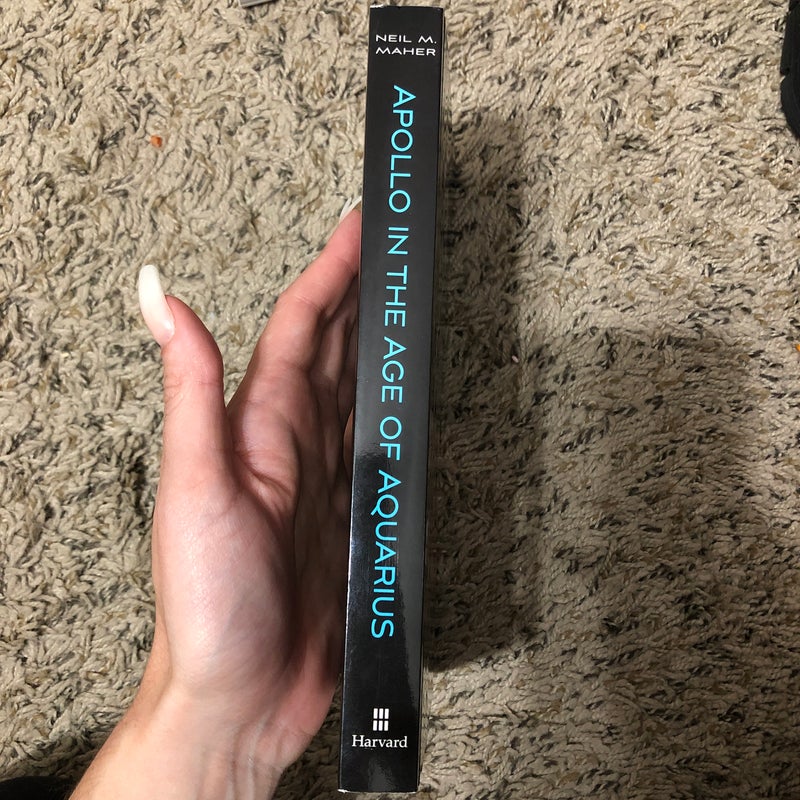 NEIL M.
MAHER
APOLLO IN THE AGE OF AQUARIUS
Harvard